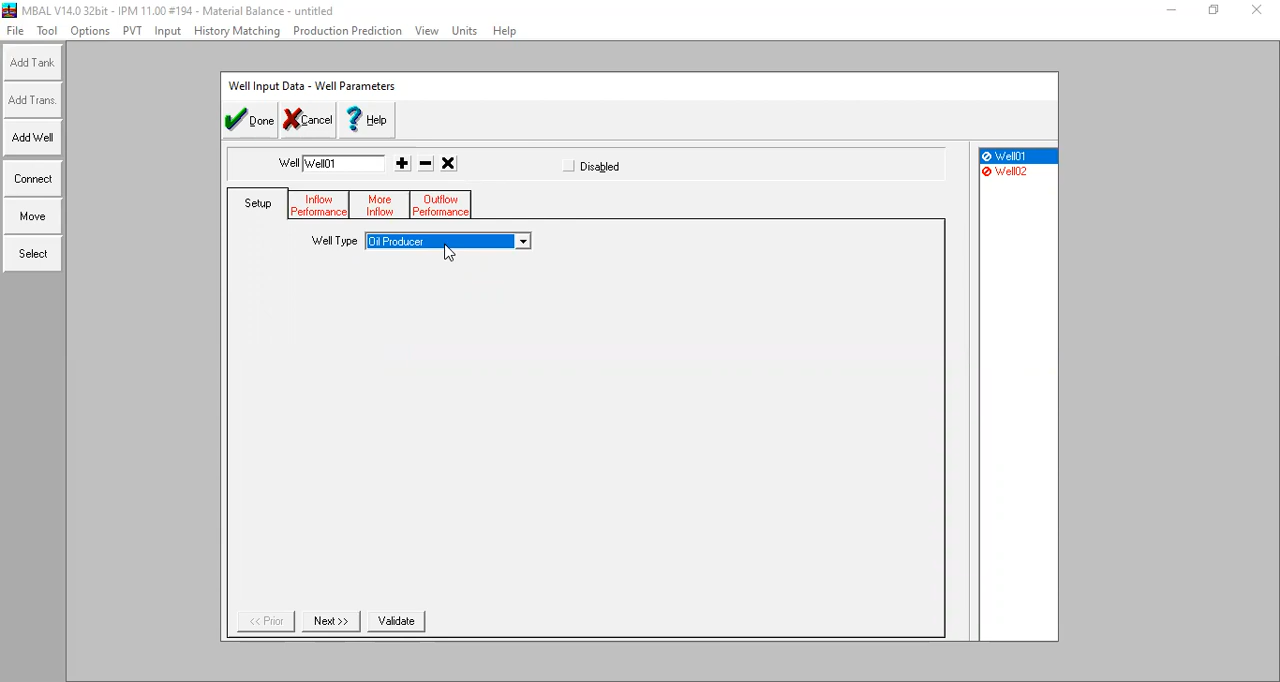 MBAL V14.0 32bit - IPM 11.00 #194 - Material Balance - untitled
File Tool Options PVT Input History Matching Production Prediction View Units Help
Add Tank
Add Trans.
Add Well
Connect
Move
Select
Well Input Data - Well Parameters
Done Cancel ? Help
Well Well01 Disabled
Setup
Inflow
Performance
More
Inflow
Outflow
Performance
Well Type Oil Producer
<< Prior Next >> Validate
Well01
Well02